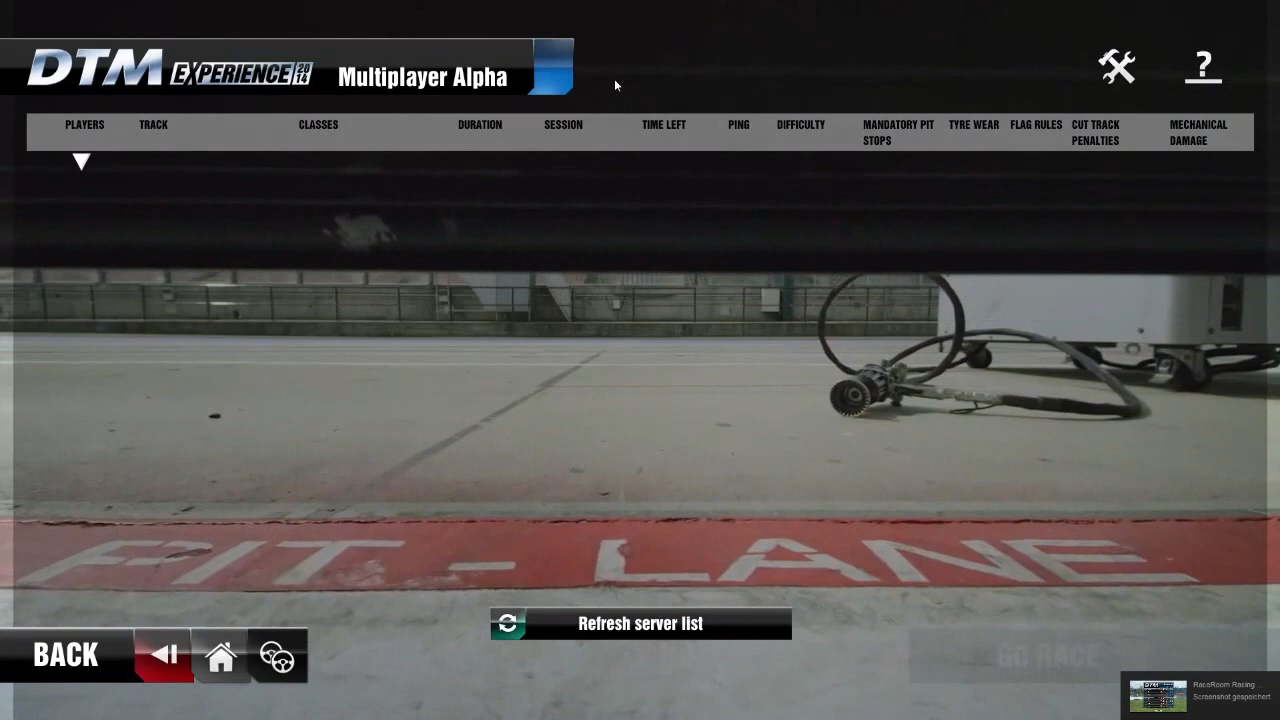 DTM EXPERIENCE 2014 Multiplayer Alpha
?
PLAYERS TRACK CLASSES DURATION SESSION TIME LEFT PING DIFFICULTY MANDATORY PIT STOPS TYRE WEAR FLAG RULES CUT TRACK PENALTIES MECHANICAL DAMAGE
PIT - LANE
Refresh server list
BACK
GO RACE
RaceRoom Racing...
Screenshot gespeichert